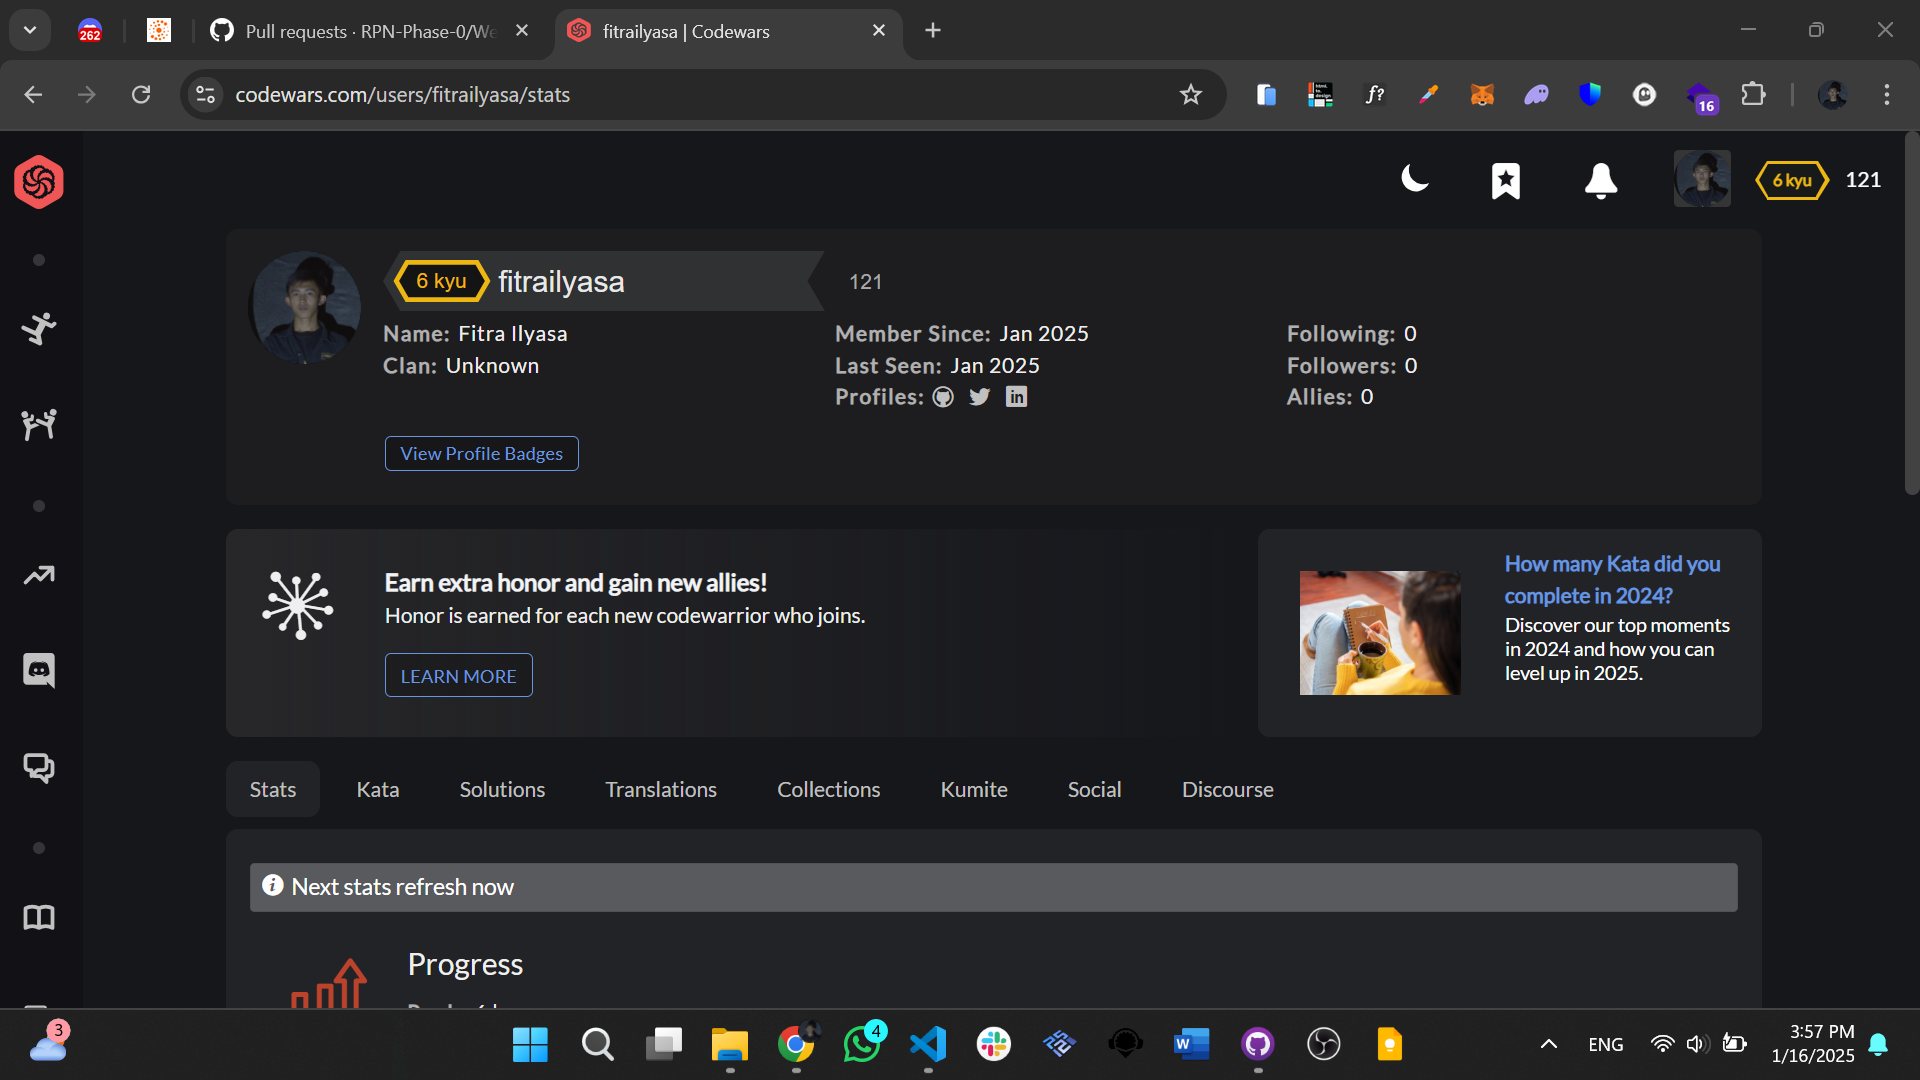 262
Pull requests · RPN-Phase-0/We
fitrailyasa | Codewars
codewars.com/users/fitrailyasa/stats
f?
16
6 kyu
121
6 kyu
fitrailyasa
121
Name: Fitra Ilyasa
Member Since: Jan 2025
Following: 0
Clan: Unknown
Last Seen: Jan 2025
Followers: 0
Profiles:
Allies: 0
View Profile Badges
Earn extra honor and gain new allies!
Honor is earned for each new codewarrior who joins.
LEARN MORE
How many Kata did you
complete in 2024?
Discover our top moments
in 2024 and how you can
level up in 2025.
Stats
Kata
Solutions
Translations
Collections
Kumite
Social
Discourse
Next stats refresh now
Progress
3
4
ENG
3:57 PM
1/16/2025